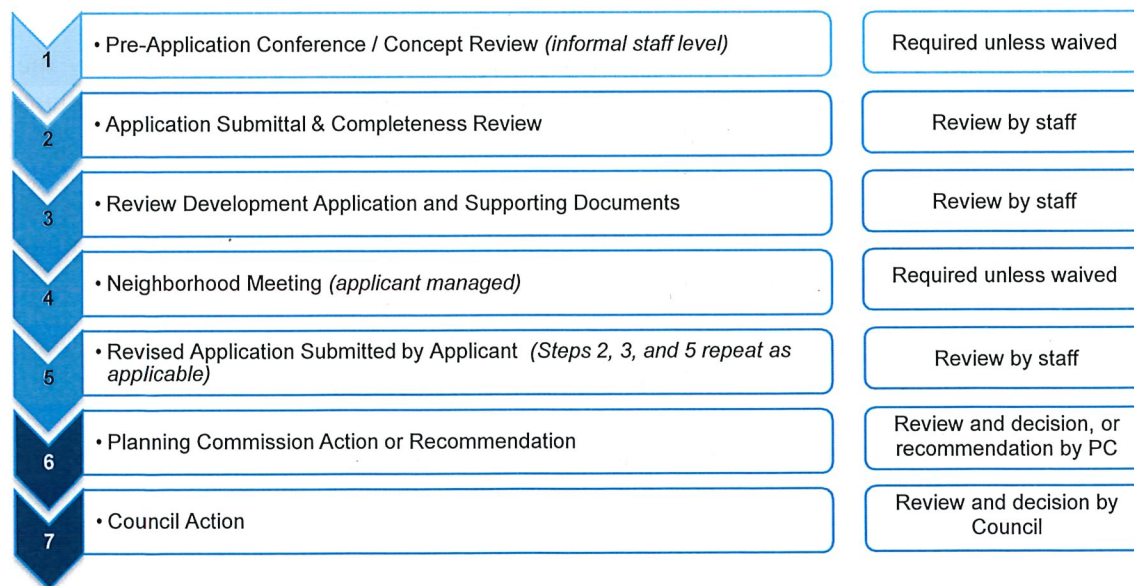 1
• Pre-Application Conference / Concept Review (informal staff level)
Required unless waived
2
• Application Submittal & Completeness Review
Review by staff
3
• Review Development Application and Supporting Documents
Review by staff
4
• Neighborhood Meeting (applicant managed)
Required unless waived
5
• Revised Application Submitted by Applicant (Steps 2, 3, and 5 repeat as
applicable)
Review by staff
6
• Planning Commission Action or Recommendation
Review and decision, or
recommendation by PC
7
• Council Action
Review and decision by
Council